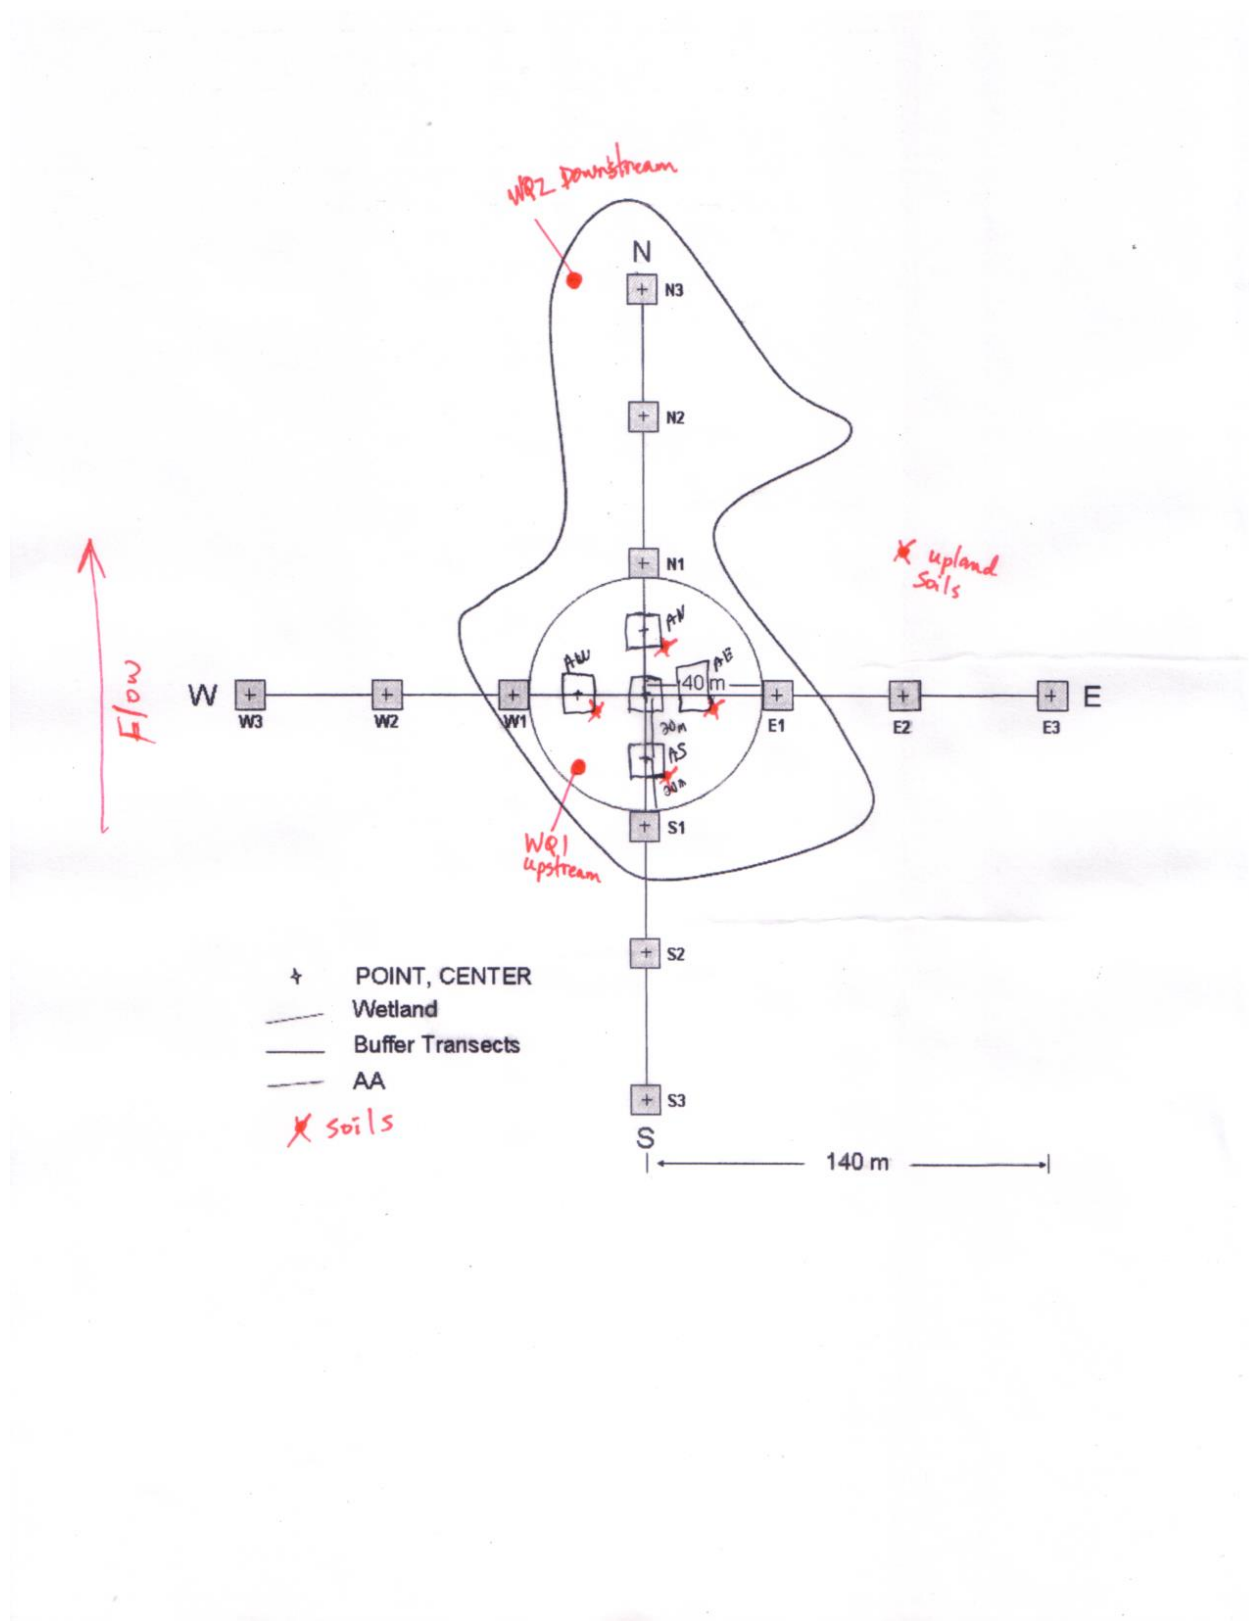 WQ2 Downstream
N
N3
N2
N1
upland
soils
AN
AW
AE
40 m
W
E
W3
W2
W1
E1
E2
E3
30m
AS
30m
Flow
S1
WQ1
upstream
S2
POINT, CENTER
Wetland
Buffer Transects
AA
soils
S3
S
140 m